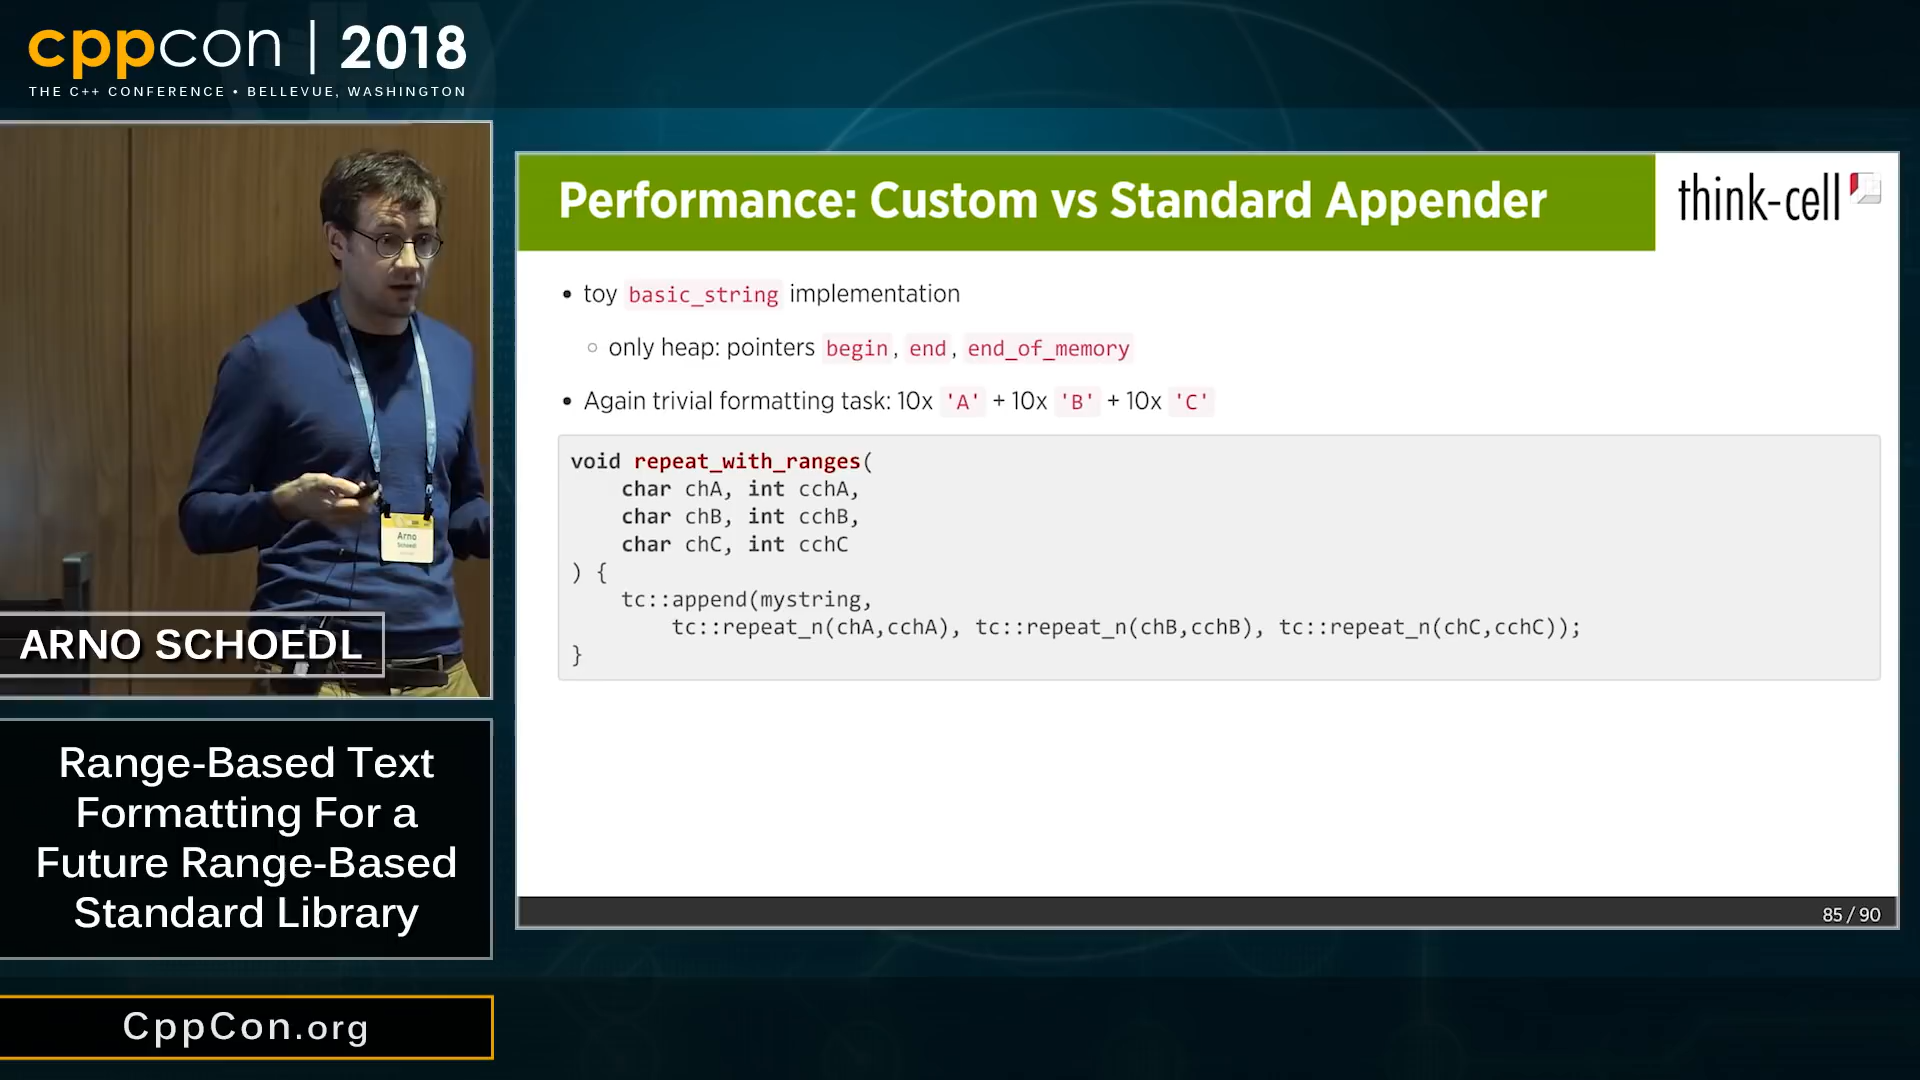 cppcon | 2018
THE C++ CONFERENCE • BELLEVUE, WASHINGTON
Arno
Schoedl
ARNO SCHOEDL
Range-Based Text
Formatting For a
Future Range-Based
Standard Library
CppCon.org
Performance: Custom vs Standard Appender
think-cell
• toy basic_string implementation
○ only heap: pointers begin, end, end_of_memory
• Again trivial formatting task: 10x 'A' + 10x 'B' + 10x 'C'
void repeat_with_ranges(
    char chA, int cchA,
    char chB, int cchB,
    char chC, int cchC
) {
    tc::append(mystring,
        tc::repeat_n(chA,cchA), tc::repeat_n(chB,cchB), tc::repeat_n(chC,cchC));
}
85 / 90